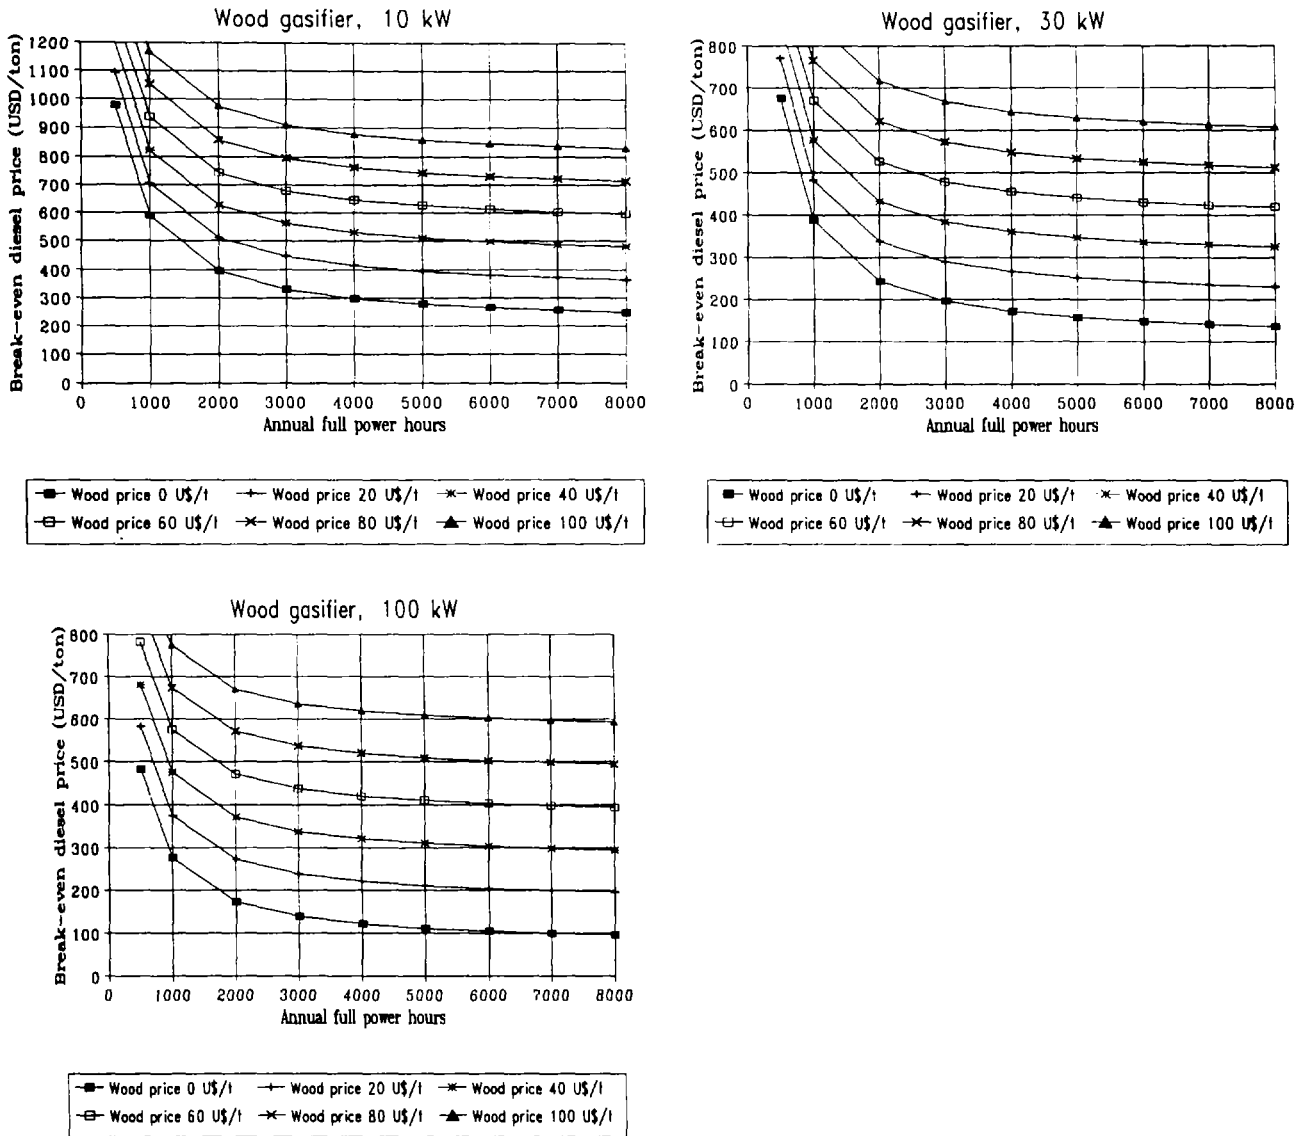 Wood gasifier, 10 kW
Break-even diesel price (USD/ton)
1200
1100
1000
900
800
700
600
500
400
300
200
100
0
0 1000 2000 3000 4000 5000 6000 7000 8000
Annual full power hours
Wood price 0 U$/t Wood price 20 U$/t Wood price 40 U$/t
Wood price 60 U$/t Wood price 80 U$/t Wood price 100 U$/t
Wood gasifier, 30 kW
Break-even diesel price (USD/ton)
800
700
600
500
400
300
200
100
0
0 1000 2000 3000 4000 5000 6000 7000 8000
Annual full power hours
Wood price 0 U$/t Wood price 20 U$/t Wood price 40 U$/t
Wood price 60 U$/t Wood price 80 U$/t Wood price 100 U$/t
Wood gasifier, 100 kW
Break-even diesel price (USD/ton)
800
700
600
500
400
300
200
100
0
0 1000 2000 3000 4000 5000 6000 7000 8000
Annual full power hours
Wood price 0 U$/t Wood price 20 U$/t Wood price 40 U$/t
Wood price 60 U$/t Wood price 80 U$/t Wood price 100 U$/t